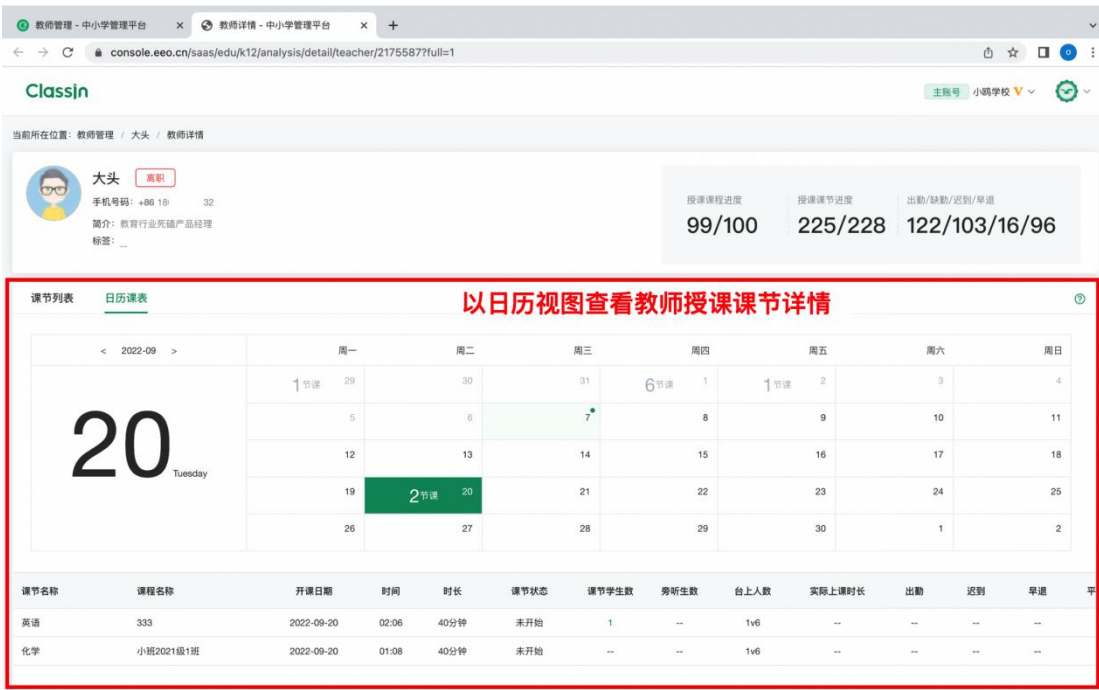 教师管理 - 中小学管理平台 教师详情 - 中小学管理平台
console.eeo.cn/saas/edu/k12/analysis/detail/teacher/2175587?full=1
ClassIn 主账号 小鸥学校 V
当前所在位置：教师管理 / 大头 / 教师详情
大头 离职
手机号码：+86 18 32
简介：教育行业死磕产品经理
标签：__
授课课程进度 授课课节进度 出勤/缺勤/迟到/早退
99/100 225/228 122/103/16/96
课节列表 日历课表 以日历视图查看教师授课课节详情
< 2022-09 > 周一 周二 周三 周四 周五 周六 周日
1节课 29 30 31 6节课 1 1节课 2 3 4
5 6 7 8 9 10 11
20 Tuesday
12 13 14 15 16 17 18
19 2节课 20 21 22 23 24 25
26 27 28 29 30 1 2
课节名称 课程名称 开课日期 时间 时长 课节状态 课节学生数 旁听生数 台上人数 实际上课时长 出勤 迟到 早退 平
英语 333 2022-09-20 02:06 40分钟 未开始 1 -- 1v6 -- -- -- --
化学 小班2021级1班 2022-09-20 01:08 40分钟 未开始 -- -- 1v6 -- -- -- --